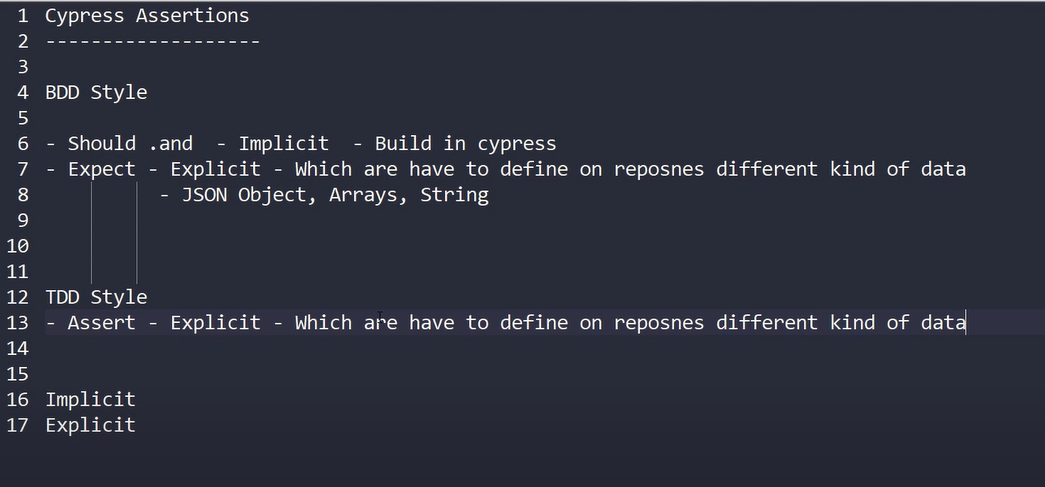 1 Cypress Assertions
2 -------------------
3
4 BDD Style
5
6 - Should .and  - Implicit  - Build in cypress
7 - Expect - Explicit - Which are have to define on reposnes different kind of data
8           - JSON Object, Arrays, String
9
10
11
12 TDD Style
13 - Assert - Explicit - Which are have to define on reposnes different kind of data
14
15
16 Implicit
17 Explicit